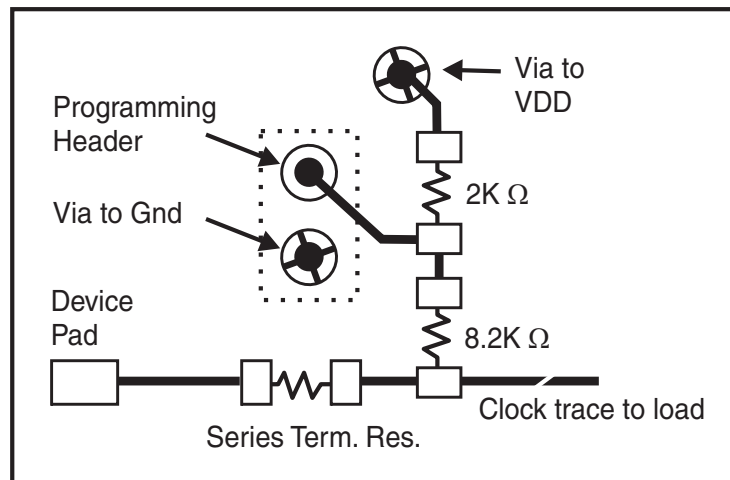 Via to
VDD
Programming
Header
2K Ω
Via to Gnd
Device
Pad
8.2K Ω
Clock trace to load
Series Term. Res.